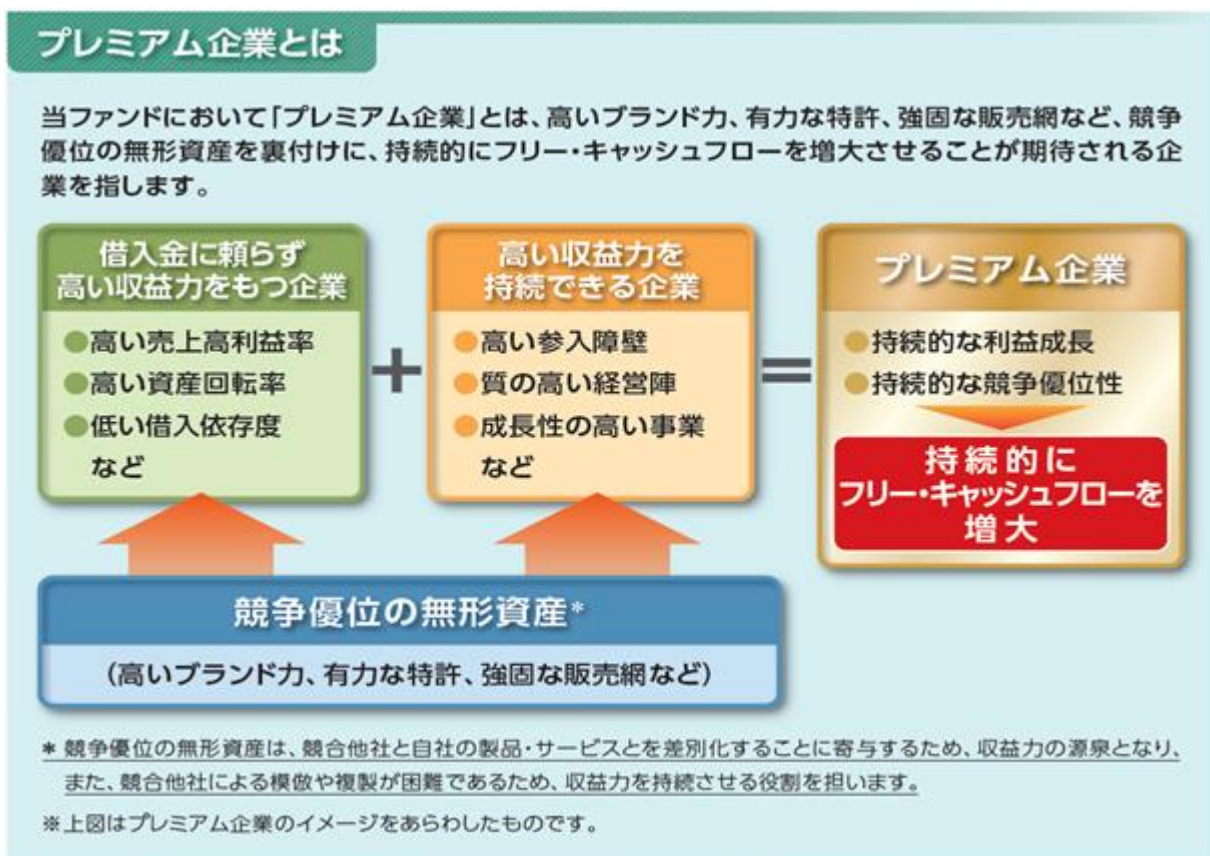 プレミアム企業とは
当ファンドにおいて「プレミアム企業」とは、高いブランド力、有力な特許、強固な販売網など、競争
優位の無形資産を裏付けに、持続的にフリー・キャッシュフローを増大させることが期待される企
業を指します。
借入金に頼らず
高い収益力をもつ企業
●高い売上高利益率
●高い資産回転率
●低い借入依存度
など
+
高い収益力を
持続できる企業
●高い参入障壁
●質の高い経営陣
●成長性の高い事業
など
=
プレミアム企業
●持続的な利益成長
●持続的な競争優位性
持続的に
フリー・キャッシュフローを
増大
競争優位の無形資産*
(高いブランド力、有力な特許、強固な販売網など)
* 競争優位の無形資産は、競合他社と自社の製品・サービスとを差別化することに寄与するため、収益力の源泉となり、
また、競合他社による模倣や複製が困難であるため、収益力を持続させる役割を担います。
※上図はプレミアム企業のイメージをあらわしたものです。